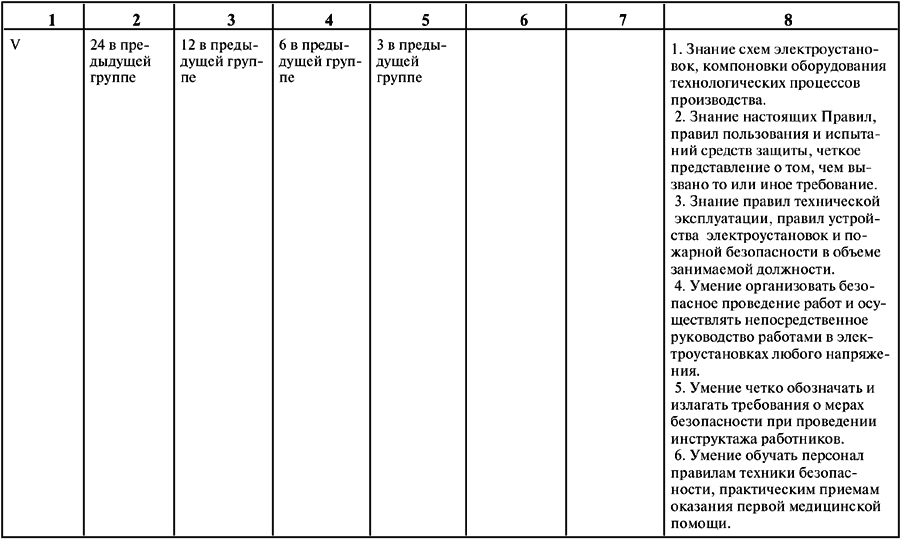 1 2 3 4 5 6 7 8
V
24 в пре-
дыдущей
группе
12 в преды-
дущей груп-
пе
6 в преды-
дущей груп-
пе
3 в преды-
дущей
группе
1. Знание схем электроустано-
вок, компоновки оборудования
технологических процессов
производства.
2. Знание настоящих Правил,
правил пользования и испыта-
ний средств защиты, четкое
представление о том, чем вы-
звано то или иное требование.
3. Знание правил технической
эксплуатации, правил устрой-
ства электроустановок и по-
жарной безопасности в объеме
занимаемой должности.
4. Умение организовать безо-
пасное проведение работ и осу-
ществлять непосредственное
руководство работами в элек-
троустановках любого напряже-
ния.
5. Умение четко обозначать и
излагать требования о мерах
безопасности при проведении
инструктажа работников.
6. Умение обучать персонал
правилам техники безопас-
ности, практическим приемам
оказания первой медицинской
помощи.